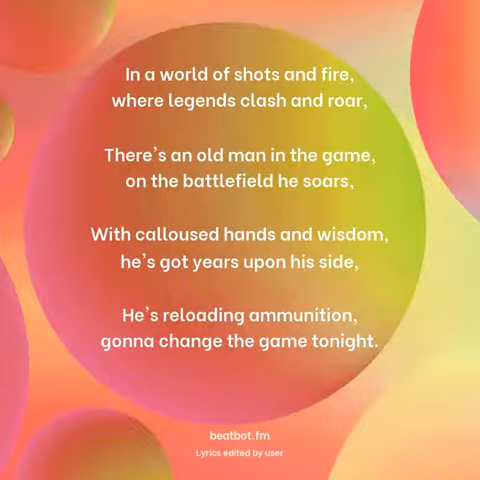 In a world of shots and fire,
where legends clash and roar,
There's an old man in the game,
on the battlefield he soars,
With calloused hands and wisdom,
he's got years upon his side,
He's reloading ammunition,
gonna change the game tonight.
beatbot.fm
Lyrics edited by user